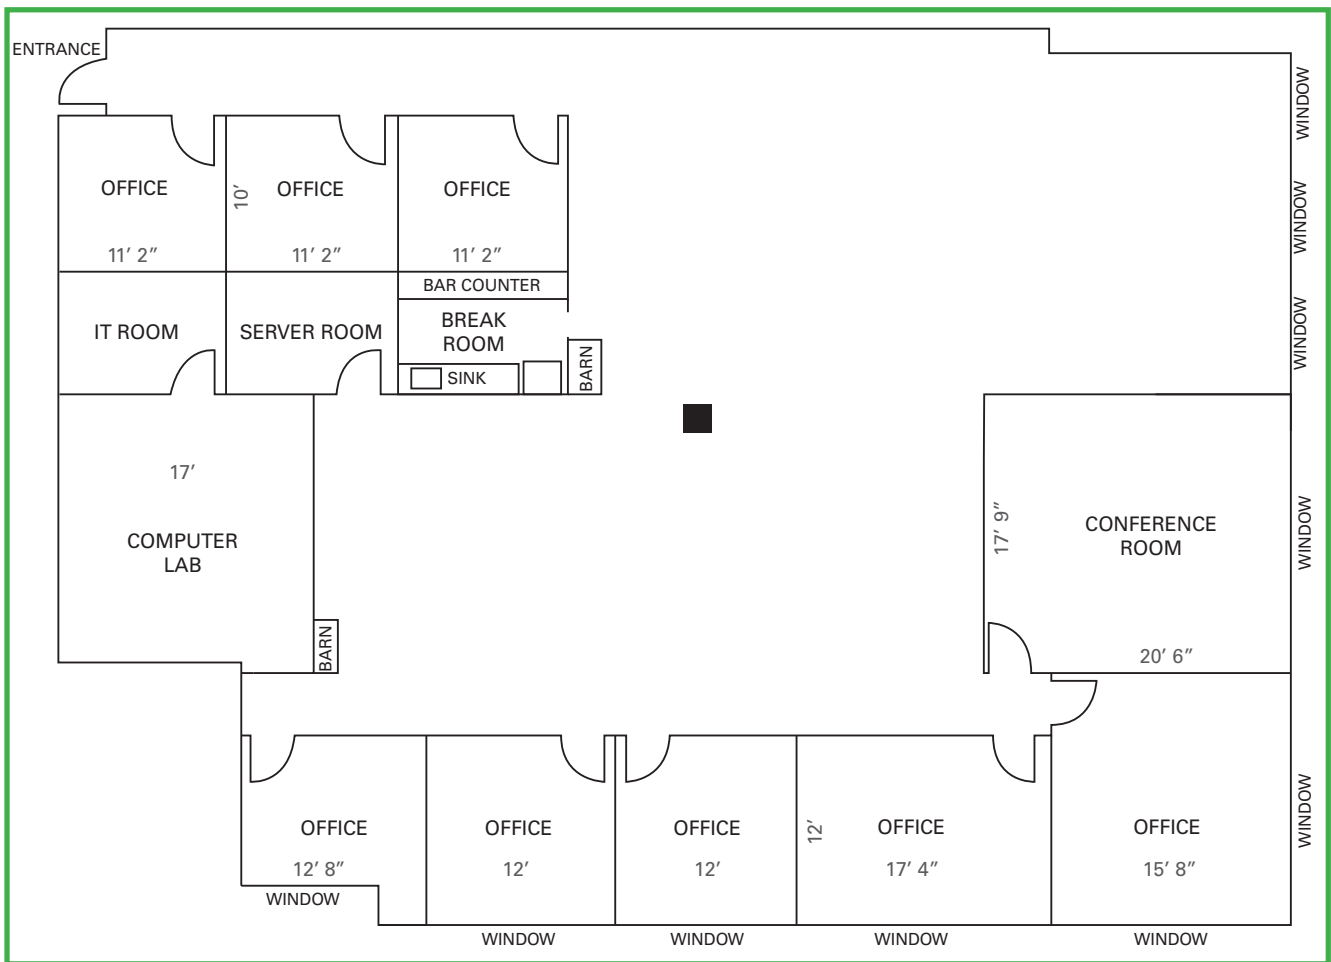 ENTRANCE
WINDOW
OFFICE
10′
OFFICE
OFFICE
WINDOW
11′ 2″
11′ 2″
11′ 2″
BAR COUNTER
IT ROOM
SERVER ROOM
BREAK
ROOM
WINDOW
SINK
BARN
17′
COMPUTER
LAB
17′ 9″
CONFERENCE
ROOM
WINDOW
BARN
20′ 6″
OFFICE
OFFICE
OFFICE
12′
OFFICE
OFFICE
WINDOW
12′ 8″
12′
12′
17′ 4″
15′ 8″
WINDOW
WINDOW
WINDOW
WINDOW
WINDOW